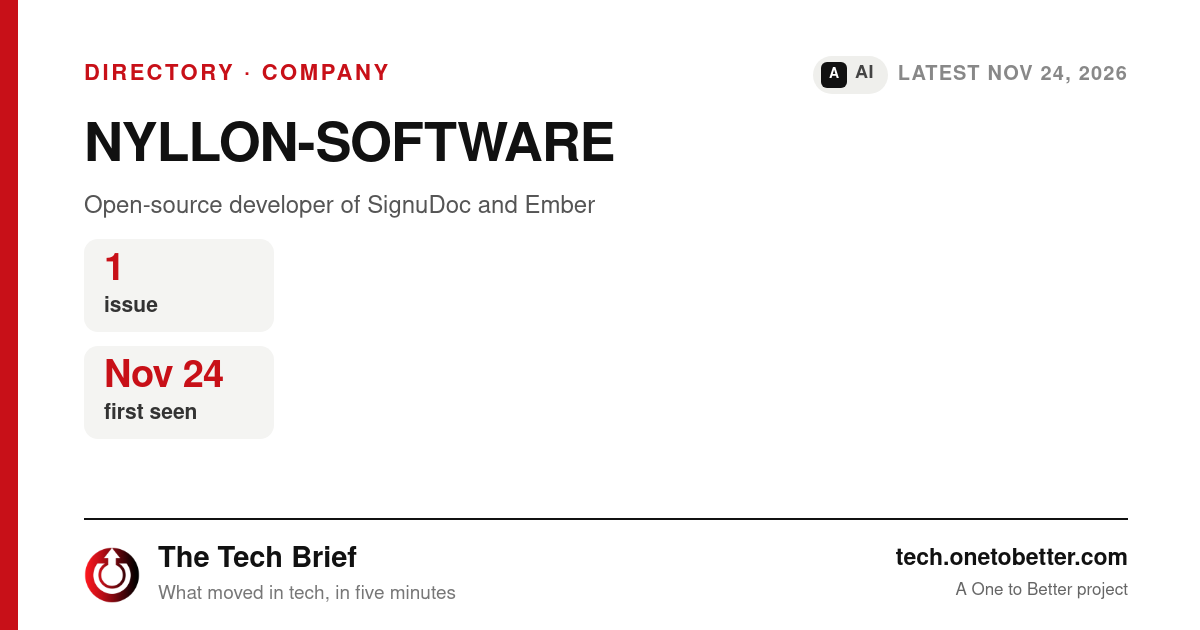 DIRECTORY · COMPANY
A AI LATEST NOV 24, 2026
NYLLON-SOFTWARE
Open-source developer of SignuDoc and Ember
1
issue
Nov 24
first seen
The Tech Brief
What moved in tech, in five minutes
tech.onetobetter.com
A One to Better project